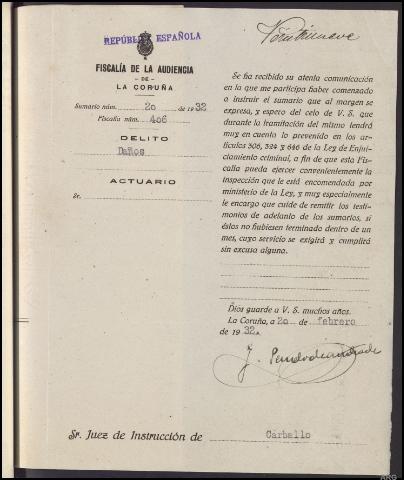 Veintinueve
REPÚBL ESPAÑOLA
FISCALÍA DE LA AUDIENCIA
DE
LA CORUÑA
Sumario núm. 20 de 1932
Fiscalía núm. 406
DELITO
Daños
ACTUARIO
Sr.
Se ha recibido su atenta comunicación
en la que me participa haber comenzado
a instruir el sumario que al margen se
expresa, y espero del celo de V. S. que
durante la tramitación del mismo tendrá
muy en cuenta lo prevenido en los ar-
tículos 306, 324 y 646 de la Ley de Enjui-
ciamiento criminal, a fin de que esta Fis-
calía pueda ejercer convenientemente la
inspección que le está encomendada por
ministerio de la Ley, y muy especialmente
le encargo que cuide de remitir los testi-
monios de adelanto de los sumarios, si
éstos no hubiesen terminado dentro de un
mes, cuyo servicio se exigirá y cumplirá
sin excusa alguna.
Dios guarde a V. S. muchos años.
La Coruña, a 20 de febrero
de 1932.
J.
Sr. Juez de Instrucción de Carballo
ARG